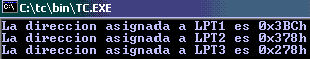 C:\tc\bin\TC.EXE
La direccion asignada a LPT1 es 0x3BCh
La direccion asignada a LPT2 es 0x378h
La direccion asignada a LPT3 es 0x278h